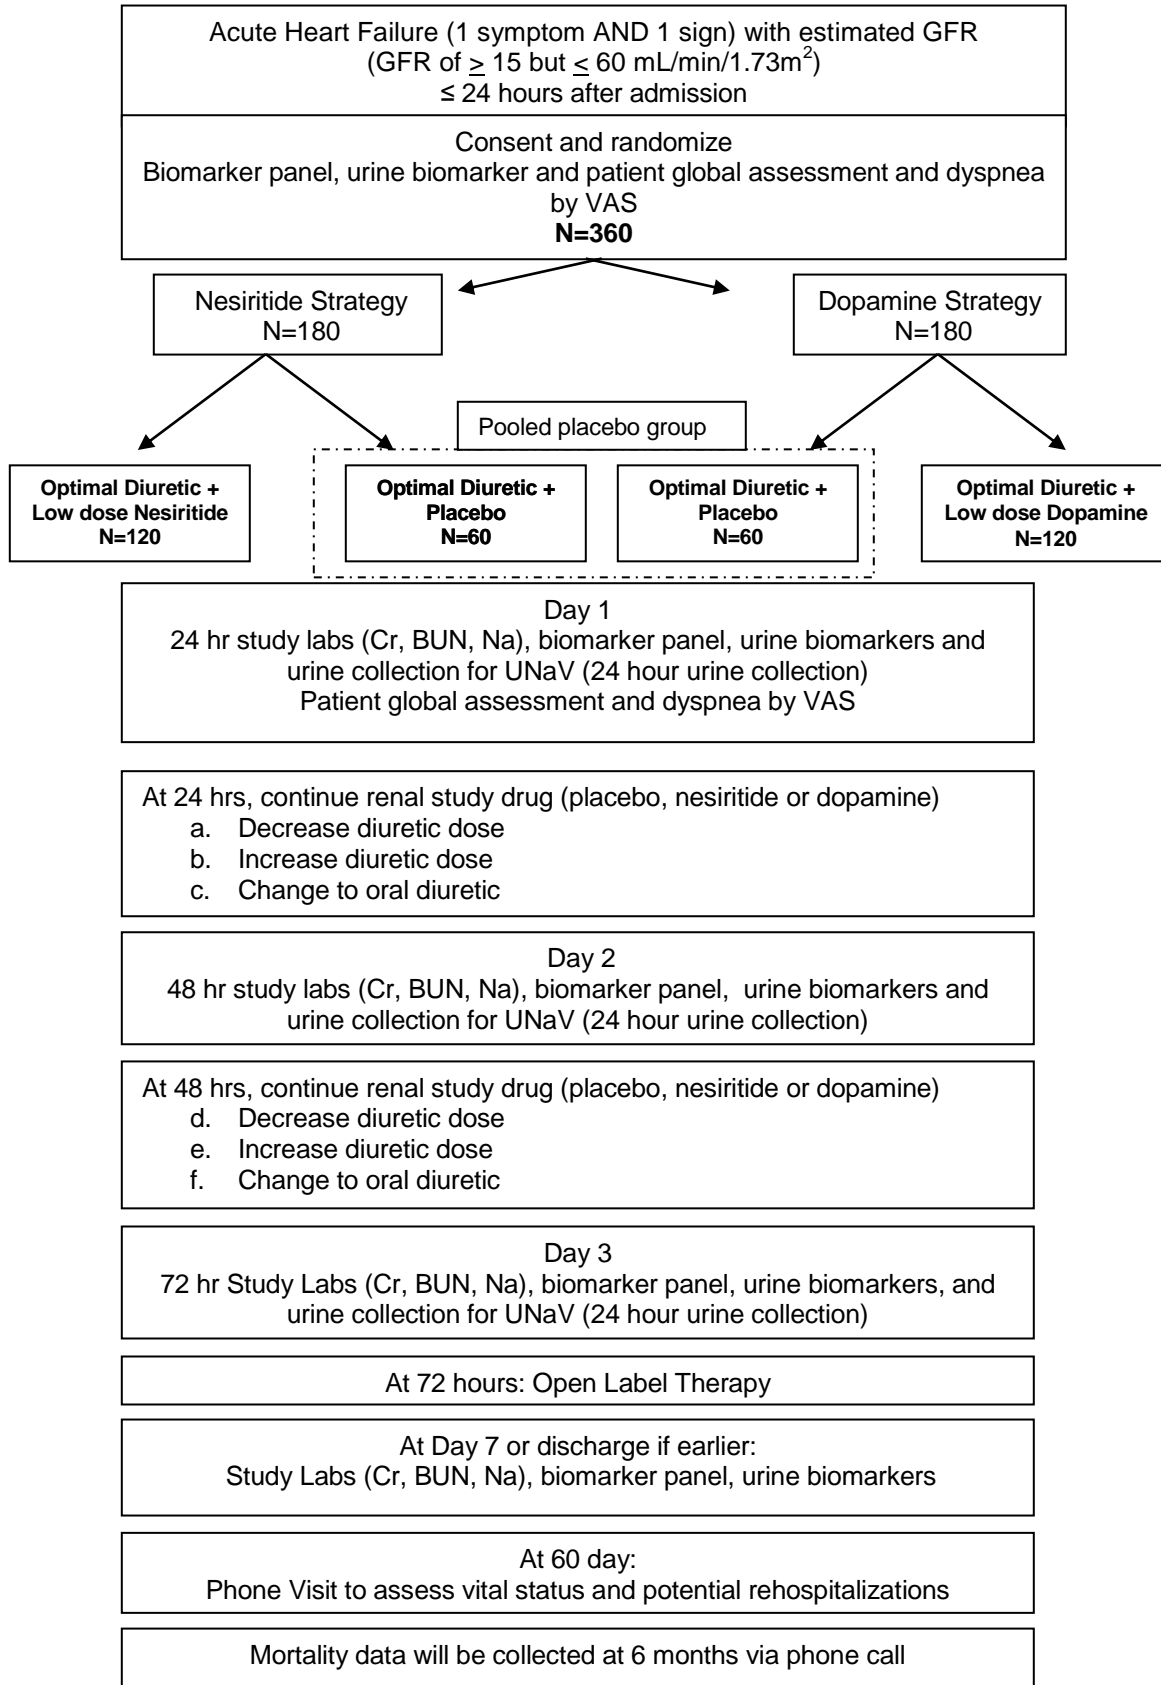 Acute Heart Failure (1 symptom AND 1 sign) with estimated GFR
(GFR of ≥ 15 but ≤ 60 mL/min/1.73m²)
≤ 24 hours after admission
Consent and randomize
Biomarker panel, urine biomarker and patient global assessment and dyspnea
by VAS
N=360
Nesiritide Strategy
N=180
Dopamine Strategy
N=180
Pooled placebo group
Optimal Diuretic +
Low dose Nesiritide
N=120
Optimal Diuretic +
Placebo
N=60
Optimal Diuretic +
Placebo
N=60
Optimal Diuretic +
Low dose Dopamine
N=120
Day 1
24 hr study labs (Cr, BUN, Na), biomarker panel, urine biomarkers and
urine collection for UNaV (24 hour urine collection)
Patient global assessment and dyspnea by VAS
At 24 hrs, continue renal study drug (placebo, nesiritide or dopamine)
a. Decrease diuretic dose
b. Increase diuretic dose
c. Change to oral diuretic
Day 2
48 hr study labs (Cr, BUN, Na), biomarker panel, urine biomarkers and
urine collection for UNaV (24 hour urine collection)
At 48 hrs, continue renal study drug (placebo, nesiritide or dopamine)
d. Decrease diuretic dose
e. Increase diuretic dose
f. Change to oral diuretic
Day 3
72 hr Study Labs (Cr, BUN, Na), biomarker panel, urine biomarkers, and
urine collection for UNaV (24 hour urine collection)
At 72 hours: Open Label Therapy
At Day 7 or discharge if earlier:
Study Labs (Cr, BUN, Na), biomarker panel, urine biomarkers
At 60 day:
Phone Visit to assess vital status and potential rehospitalizations
Mortality data will be collected at 6 months via phone call